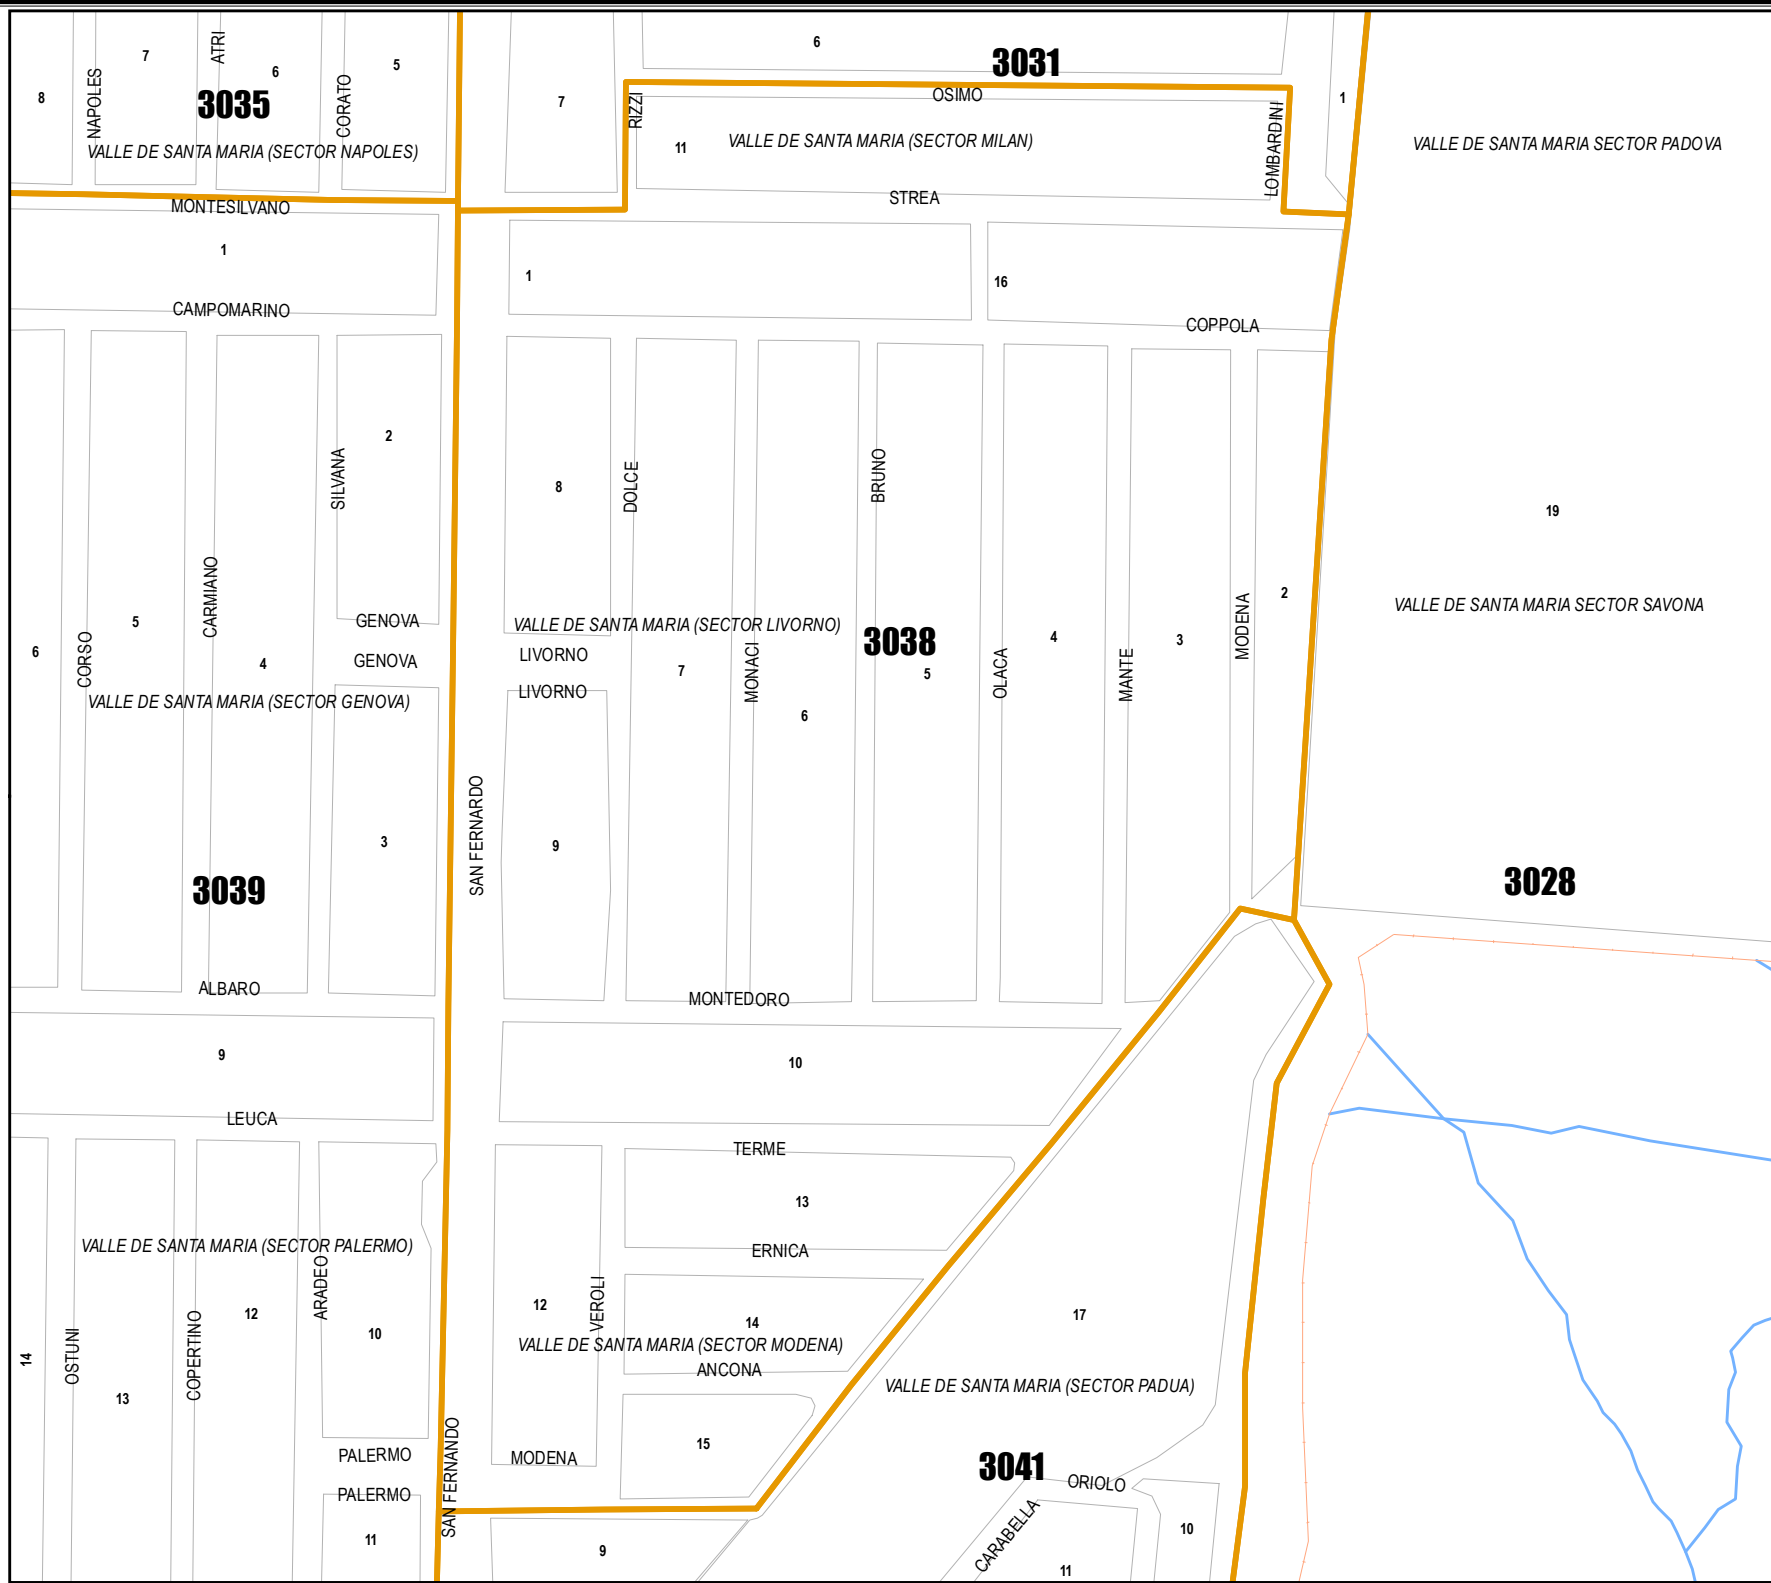 6
3031
7
ATRI
6
5
8
NAPOLES
3035
CORATO
7
RIZZI
OSIMO
LOMBARDINI
1
VALLE DE SANTA MARIA (SECTOR NAPOLES)
11
VALLE DE SANTA MARIA (SECTOR MILAN)
VALLE DE SANTA MARIA SECTOR PADOVA
MONTESILVANO
STREA
1
1
16
CAMPOMARINO
COPPOLA
2
SILVANA
8
DOLCE
BRUNO
19
CARMIANO
5
GENOVA
VALLE DE SANTA MARIA (SECTOR LIVORNO)
3038
MODENA
2
VALLE DE SANTA MARIA SECTOR SAVONA
6
CORSO
4
GENOVA
LIVORNO
7
MONACI
5
OLACA
4
MANTE
3
VALLE DE SANTA MARIA (SECTOR GENOVA)
LIVORNO
6
3
SAN FERNARDO
9
3039
3028
ALBARO
MONTEDORO
9
10
LEUCA
TERME
13
VALLE DE SANTA MARIA (SECTOR PALERMO)
ERNICA
ARADEO
12
10
12
VEROLI
14
17
14
OSTUNI
13
COPERTINO
VALLE DE SANTA MARIA (SECTOR MODENA)
ANCONA
VALLE DE SANTA MARIA (SECTOR PADUA)
15
PALERMO
SAN FERNANDO
MODENA
3041
ORIOLO
PALERMO
11
9
CARABELLA
11
10